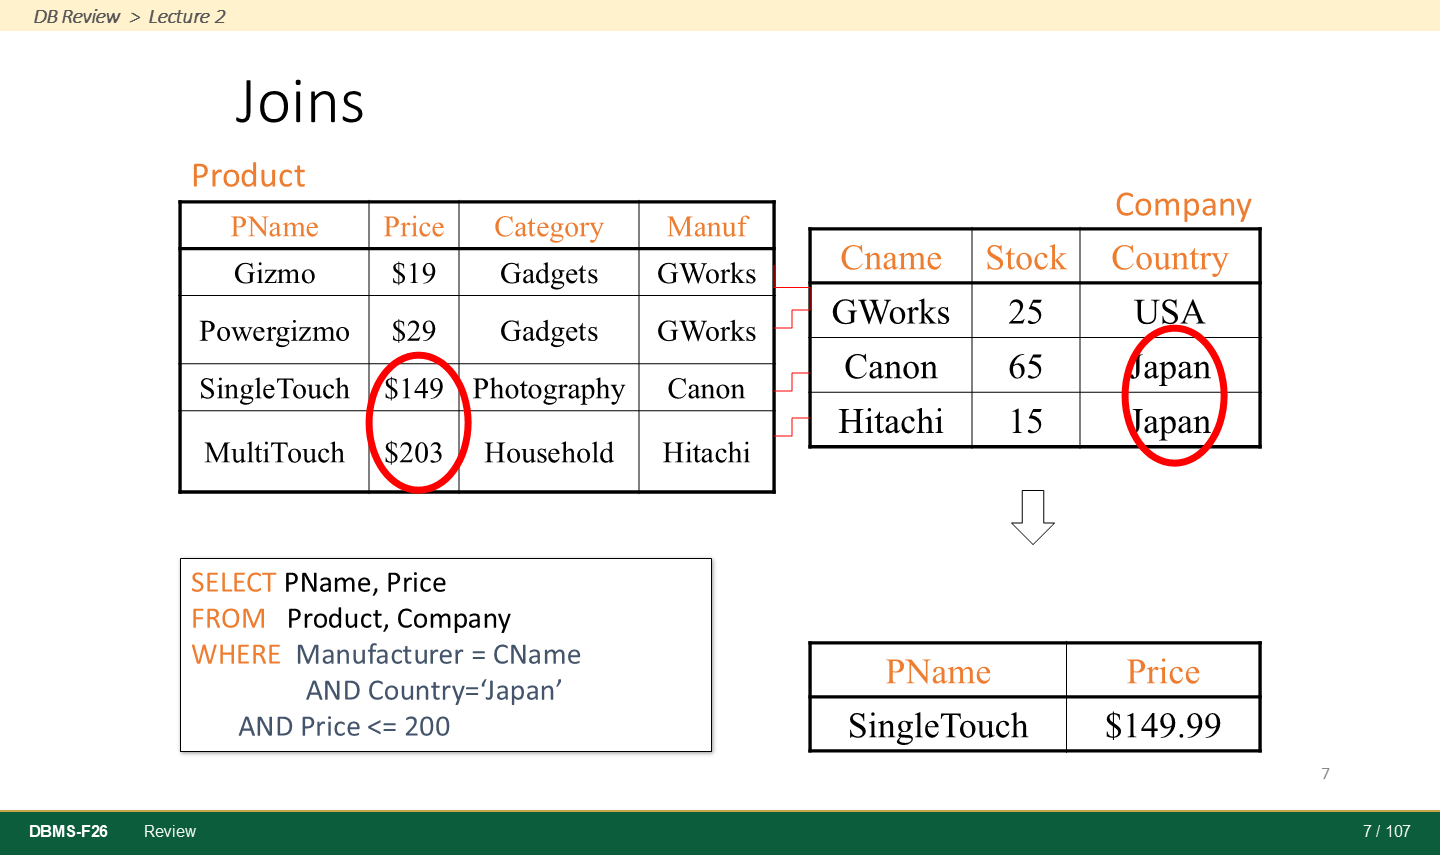 DB Review > Lecture 2
Joins
Product
PName Price Category Manuf
Gizmo $19 Gadgets GWorks
Powergizmo $29 Gadgets GWorks
SingleTouch $149 Photography Canon
MultiTouch $203 Household Hitachi
Company
Cname Stock Country
GWorks 25 USA
Canon 65 Japan
Hitachi 15 Japan
SELECT PName, Price
FROM Product, Company
WHERE Manufacturer = CName
AND Country=‘Japan’
AND Price <= 200
PName Price
SingleTouch $149.99
7
DBMS-F26 Review 7 / 107